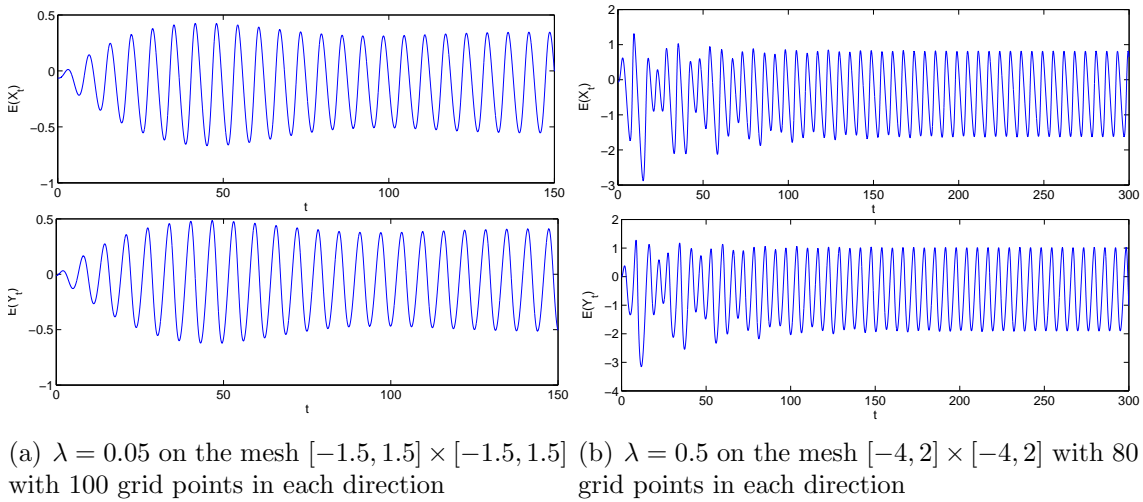 0.5
0
−0.5
−1
E(X_t)
0 50 100 150
t
2
1
0
−1
−2
−3
E(X_t)
0 50 100 150 200 250 300
t
0.5
0
−0.5
−1
E(Y_t)
0 50 100 150
t
2
1
0
−1
−2
−3
−4
E(Y_t)
0 50 100 150 200 250 300
t
(a) λ = 0.05 on the mesh [−1.5, 1.5] × [−1.5, 1.5]
with 100 grid points in each direction
(b) λ = 0.5 on the mesh [−4, 2] × [−4, 2] with 80
grid points in each direction